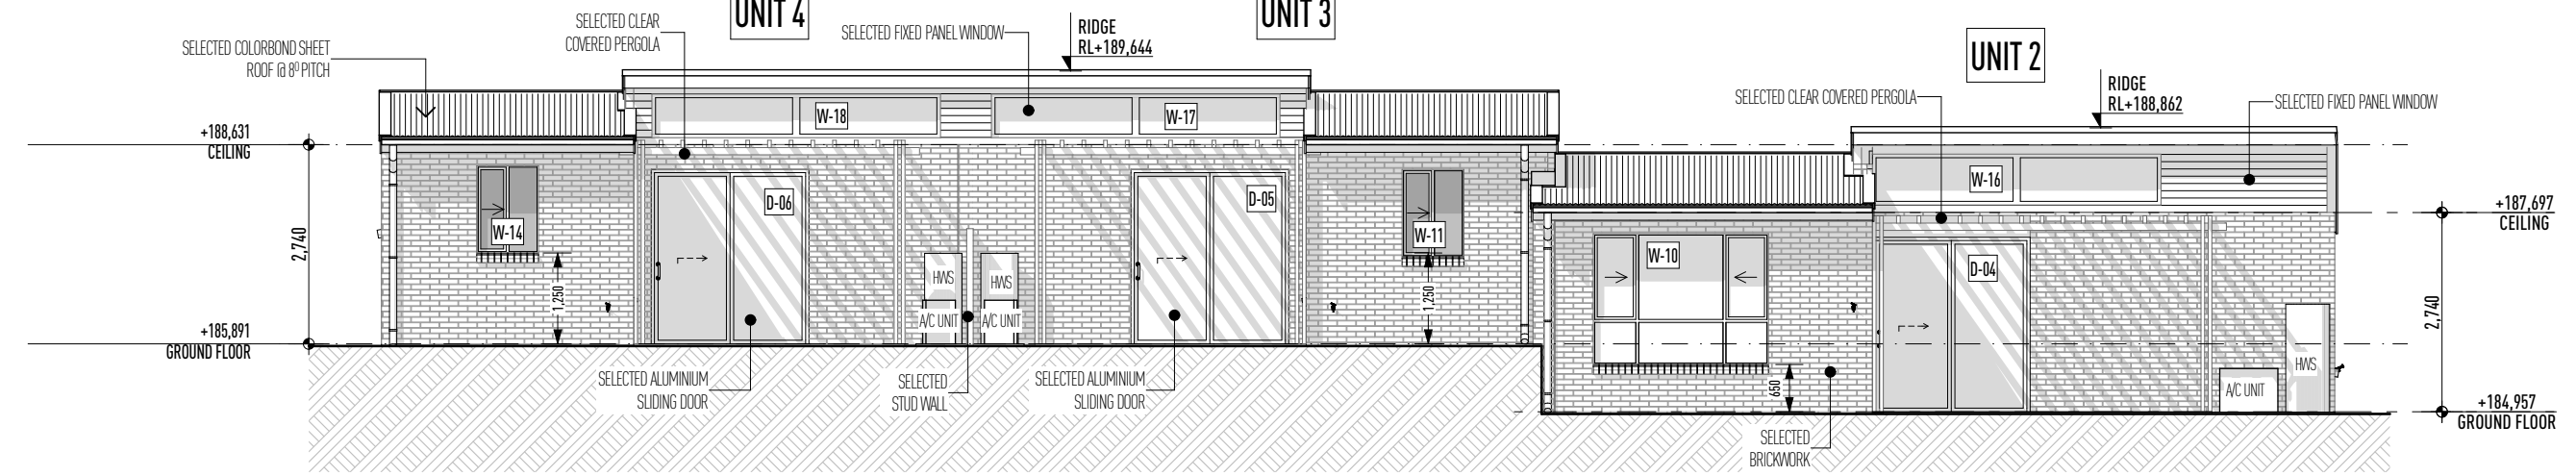 UNIT 4
UNIT 3
SELECTED CLEAR
COVERED PERGOLA
SELECTED FIXED PANEL WINDOW
RIDGE
RL+189,644
SELECTED COLORBOND SHEET
ROOF @ 8⁰ PITCH
UNIT 2
RIDGE
RL+188,862
SELECTED CLEAR COVERED PERGOLA
SELECTED FIXED PANEL WINDOW
W-18
W-17
+188,631
CEILING
W-16
D-06
D-05
+187,697
CEILING
W-14
W-11
2,740
W-10
D-04
HWS
HWS
1,250
1,250
A/C UNIT
A/C UNIT
2,740
+185,891
GROUND FLOOR
HWS
SELECTED ALUMINIUM
SLIDING DOOR
SELECTED
STUD WALL
SELECTED ALUMINIUM
SLIDING DOOR
650
A/C UNIT
+184,957
GROUND FLOOR
SELECTED
BRICKWORK